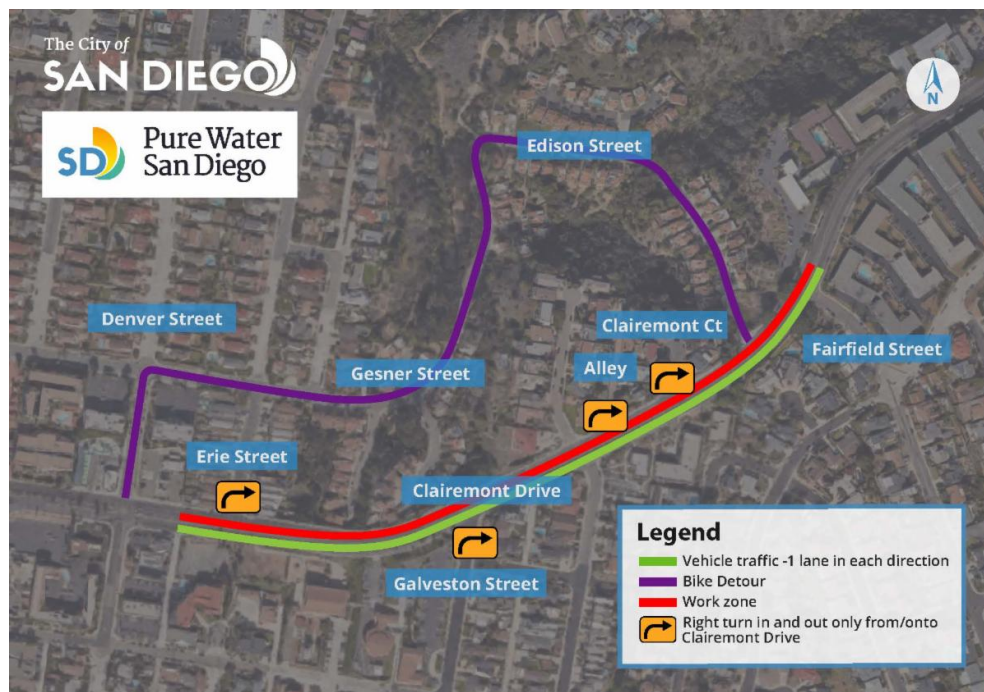 The City of
SAN DIEGO
SD
Pure Water
San Diego
N
Edison Street
Denver Street
Clairemont Ct
Fairfield Street
Gesner Street
Alley
Erie Street
Clairemont Drive
Galveston Street
Legend
Vehicle traffic -1 lane in each direction
Bike Detour
Work zone
Right turn in and out only from/onto
Clairemont Drive